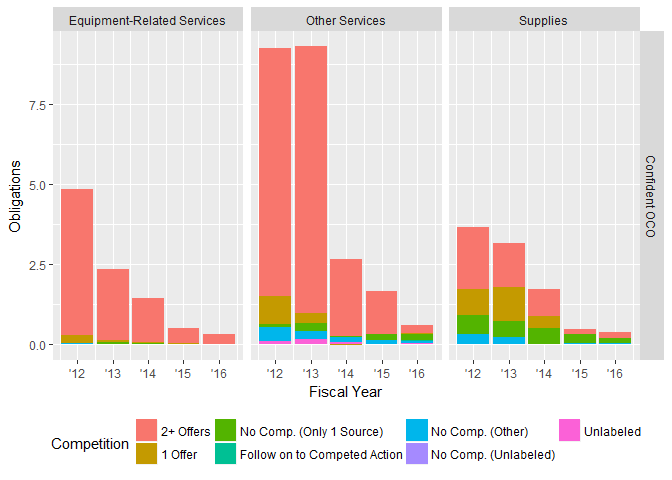 Equipment-Related Services Other Services Supplies
Confident OCO
Obligations
7.5
5.0
2.5
0.0
'12 '13 '14 '15 '16 '12 '13 '14 '15 '16 '12 '13 '14 '15 '16
Fiscal Year
Competition
2+ Offers No Comp. (Only 1 Source) No Comp. (Other) Unlabeled
1 Offer Follow on to Competed Action No Comp. (Unlabeled)